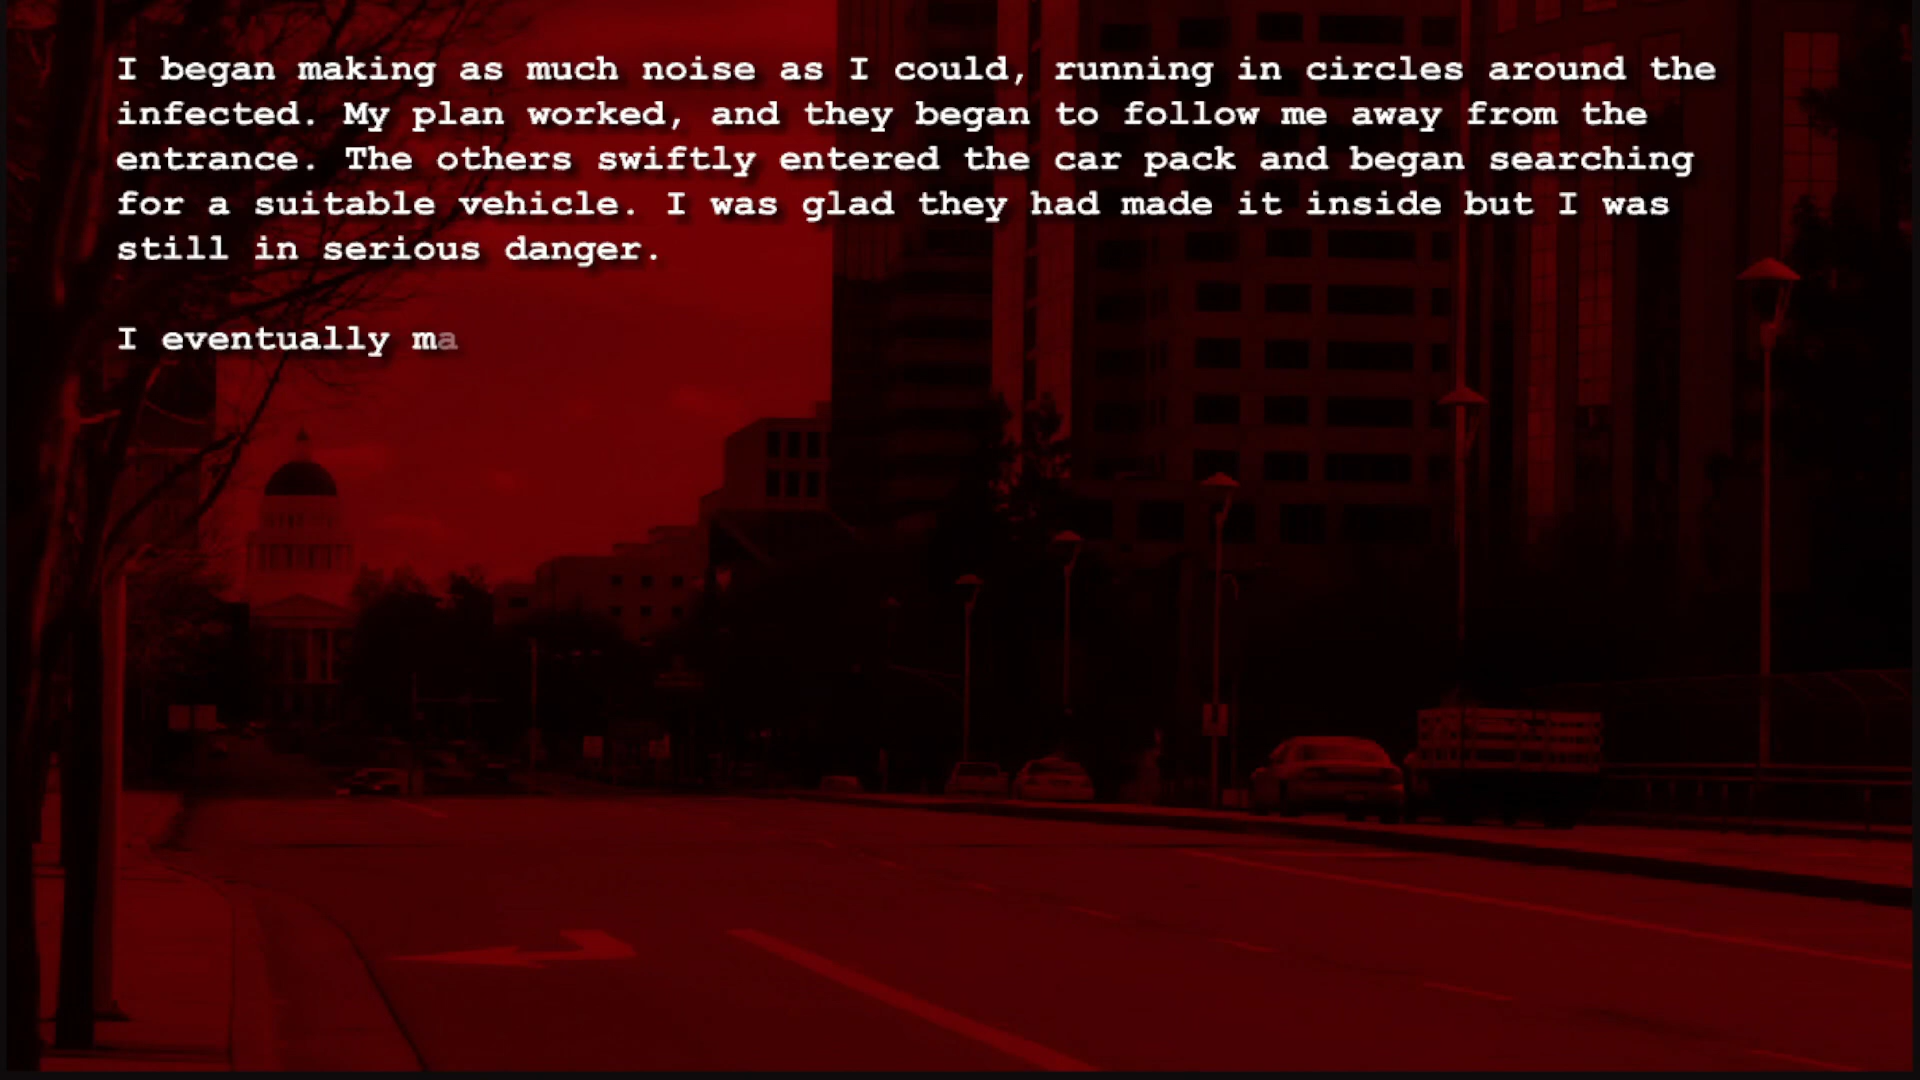 I began making as much noise as I could, running in circles around the
infected. My plan worked, and they began to follow me away from the
entrance. The others swiftly entered the car pack and began searching
for a suitable vehicle. I was glad they had made it inside but I was
still in serious danger.
I eventually ma